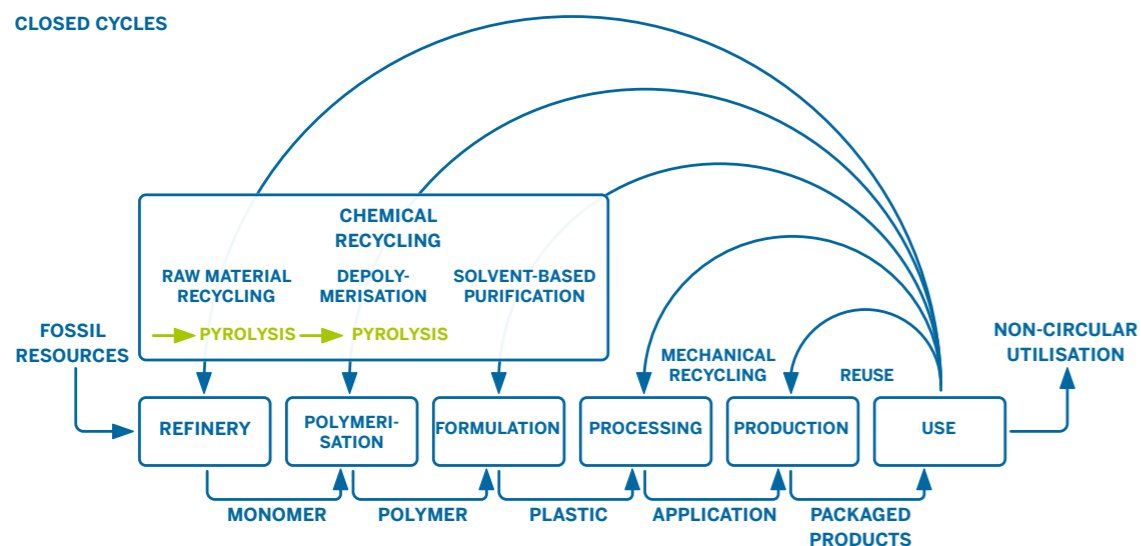 CLOSED CYCLES
CHEMICAL
RECYCLING
RAW MATERIAL
RECYCLING
DEPOLY-
MERISATION
SOLVENT-BASED
PURIFICATION
PYROLYSIS
PYROLYSIS
FOSSIL
RESOURCES
MECHANICAL
RECYCLING
REUSE
NON-CIRCULAR
UTILISATION
REFINERY
POLYMERI-
SATION
FORMULATION
PROCESSING
PRODUCTION
USE
MONOMER
POLYMER
PLASTIC
APPLICATION
PACKAGED
PRODUCTS